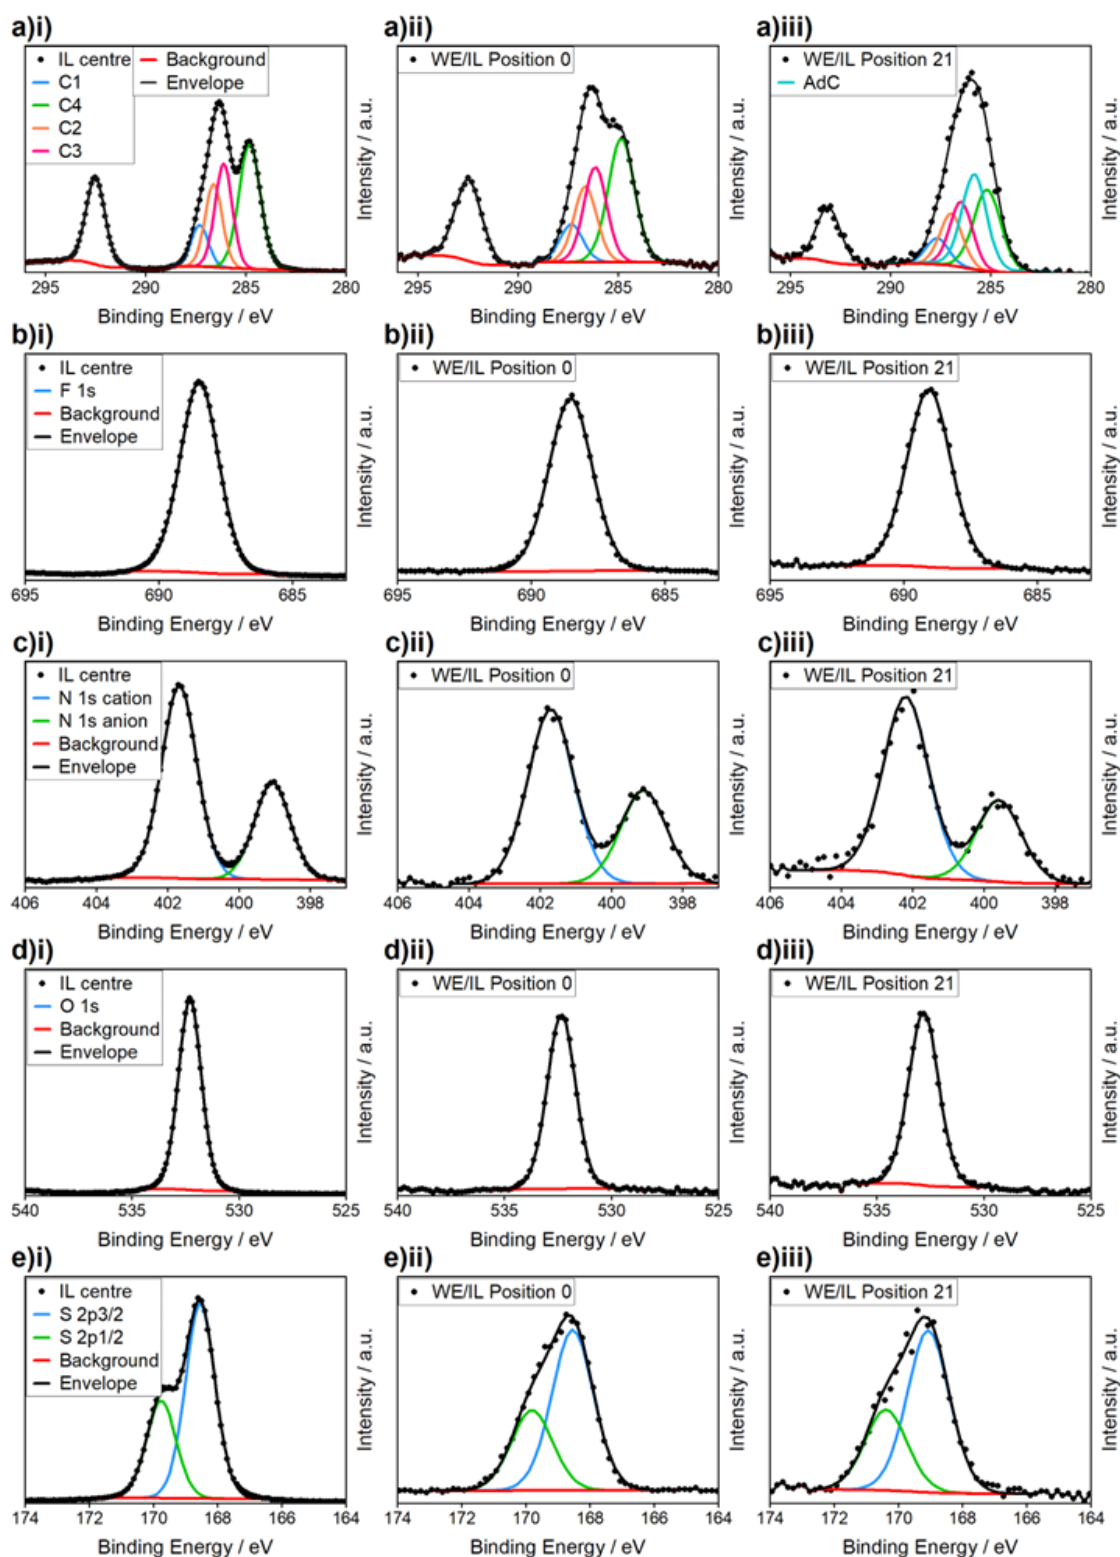 a)i)
IL centre
Background
C1
Envelope
C4
C2
C3
Intensity / a.u.
295 290 285 280
Binding Energy / eV
a)ii)
WE/IL Position 0
Intensity / a.u.
295 290 285 280
Binding Energy / eV
a)iii)
WE/IL Position 21
AdC
Intensity / a.u.
295 290 285 280
Binding Energy / eV
b)i)
IL centre
F 1s
Background
Envelope
Intensity / a.u.
695 690 685
Binding Energy / eV
b)ii)
WE/IL Position 0
Intensity / a.u.
695 690 685
Binding Energy / eV
b)iii)
WE/IL Position 21
Intensity / a.u.
695 690 685
Binding Energy / eV
c)i)
IL centre
N 1s cation
N 1s anion
Background
Envelope
Intensity / a.u.
406 404 402 400 398
Binding Energy / eV
c)ii)
WE/IL Position 0
Intensity / a.u.
406 404 402 400 398
Binding Energy / eV
c)iii)
WE/IL Position 21
Intensity / a.u.
406 404 402 400 398
Binding Energy / eV
d)i)
IL centre
O 1s
Background
Envelope
Intensity / a.u.
540 535 530 525
Binding Energy / eV
d)ii)
WE/IL Position 0
Intensity / a.u.
540 535 530 525
Binding Energy / eV
d)iii)
WE/IL Position 21
Intensity / a.u.
540 535 530 525
Binding Energy / eV
e)i)
IL centre
S 2p3/2
S 2p1/2
Background
Envelope
Intensity / a.u.
174 172 170 168 166 164
Binding Energy / eV
e)ii)
WE/IL Position 0
Intensity / a.u.
174 172 170 168 166 164
Binding Energy / eV
e)iii)
WE/IL Position 21
Intensity / a.u.
174 172 170 168 166 164
Binding Energy / eV